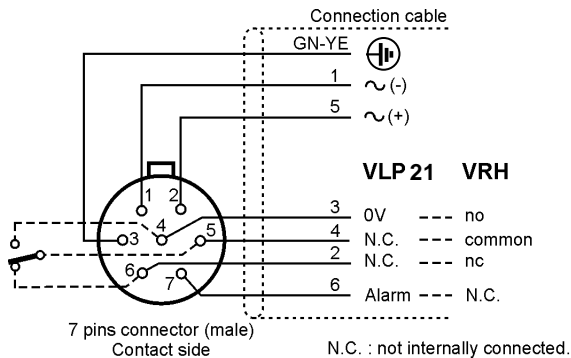 Connection cable
GN-YE
1 (-)
5 (+)
VLP 21 VRH
1 2
3 0V no
4
3 5 4 N.C. common
2 N.C. nc
6
7 6 Alarm N.C.
7 pins connector (male)
Contact side
N.C. : not internally connected.